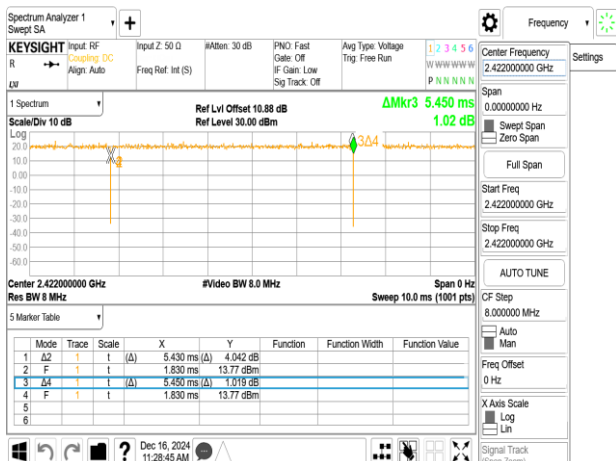 Spectrum Analyzer 1
Swept SA
Frequency
KEYSIGHT
R
LXI
Input: RF
Coupling: DC
Align: Auto
Input Z: 50 Ω
Freq Ref: Int (S)
#Atten: 30 dB
PNO: Fast
Gate: Off
IF Gain: Low
Sig Track: Off
Avg Type: Voltage
Trig: Free Run
1 2 3 4 5 6
W W W W W W
P N N N N N
1 Spectrum
Scale/Div 10 dB
Ref Lvl Offset 10.88 dB
Ref Level 30.00 dBm
ΔMkr3 5.450 ms
1.02 dB
Log
20.0
10.0
0.00
-10.0
-20.0
-30.0
-40.0
-50.0
-60.0
3Δ4
Center 2.422000000 GHz
Res BW 8 MHz
#Video BW 8.0 MHz
Span 0 Hz
Sweep 10.0 ms (1001 pts)
5 Marker Table
Mode Trace Scale X Y Function Function Width Function Value
1 Δ2 1 t (Δ) 5.430 ms (Δ) 4.042 dB
2 F 1 t 1.830 ms 13.77 dBm
3 Δ4 1 t (Δ) 5.450 ms (Δ) 1.019 dB
4 F 1 t 1.830 ms 13.77 dBm
5
6
Dec 16, 2024
11:28:45 AM
Center Frequency
2.422000000 GHz
Settings
Span
0.00000000 Hz
Swept Span
Zero Span
Full Span
Start Freq
2.422000000 GHz
Stop Freq
2.422000000 GHz
AUTO TUNE
CF Step
8.000000 MHz
Auto
Man
Freq Offset
0 Hz
X Axis Scale
Log
Lin
Signal Track
(Span Zoom)